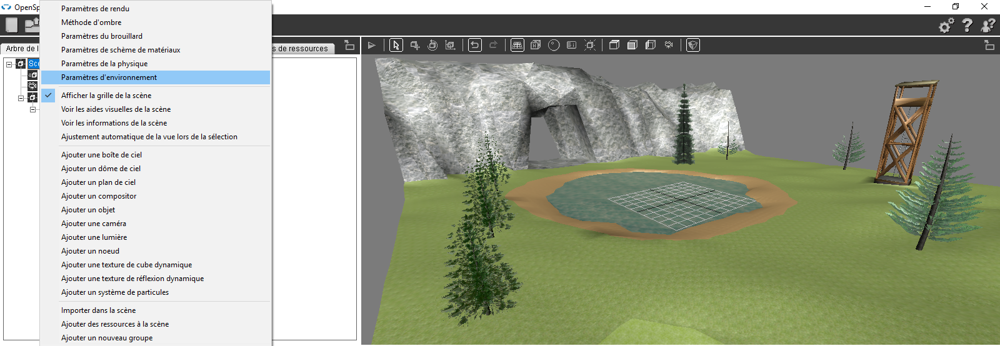 OpenSp
Paramètres de rendu
Méthode d'ombre
Paramètres du brouillard
Paramètres de schème de matériaux
Paramètres de la physique
Paramètres d'environnement
Afficher la grille de la scène
Voir les aides visuelles de la scène
Voir les informations de la scène
Ajustement automatique de la vue lors de la sélection
Ajouter une boîte de ciel
Ajouter un dôme de ciel
Ajouter un plan de ciel
Ajouter un compositor
Ajouter un objet
Ajouter une caméra
Ajouter une lumière
Ajouter un noeud
Ajouter une texture de cube dynamique
Ajouter une texture de réflexion dynamique
Ajouter un système de particules
Importer dans la scène
Ajouter des ressources à la scène
Ajouter un nouveau groupe
Arbre de l
s de ressources
Scè